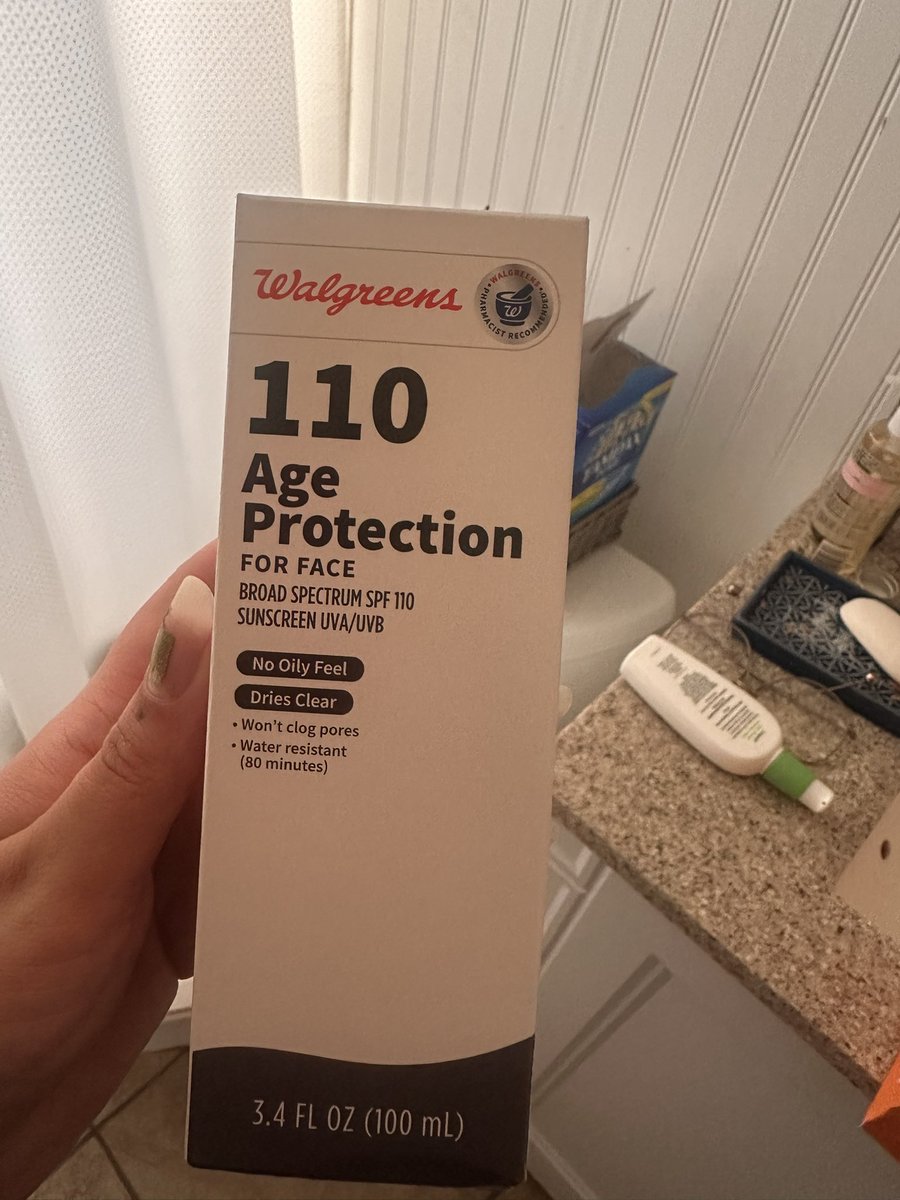 Walgreens
WALGREENS
PHARMACIST RECOMMENDED
W
110
Age
Protection
FOR FACE
BROAD SPECTRUM SPF 110
SUNSCREEN UVA/UVB
No Oily Feel
Dries Clear
• Won't clog pores
• Water resistant
(80 minutes)
3.4 FL OZ (100 mL)
TAMPAX